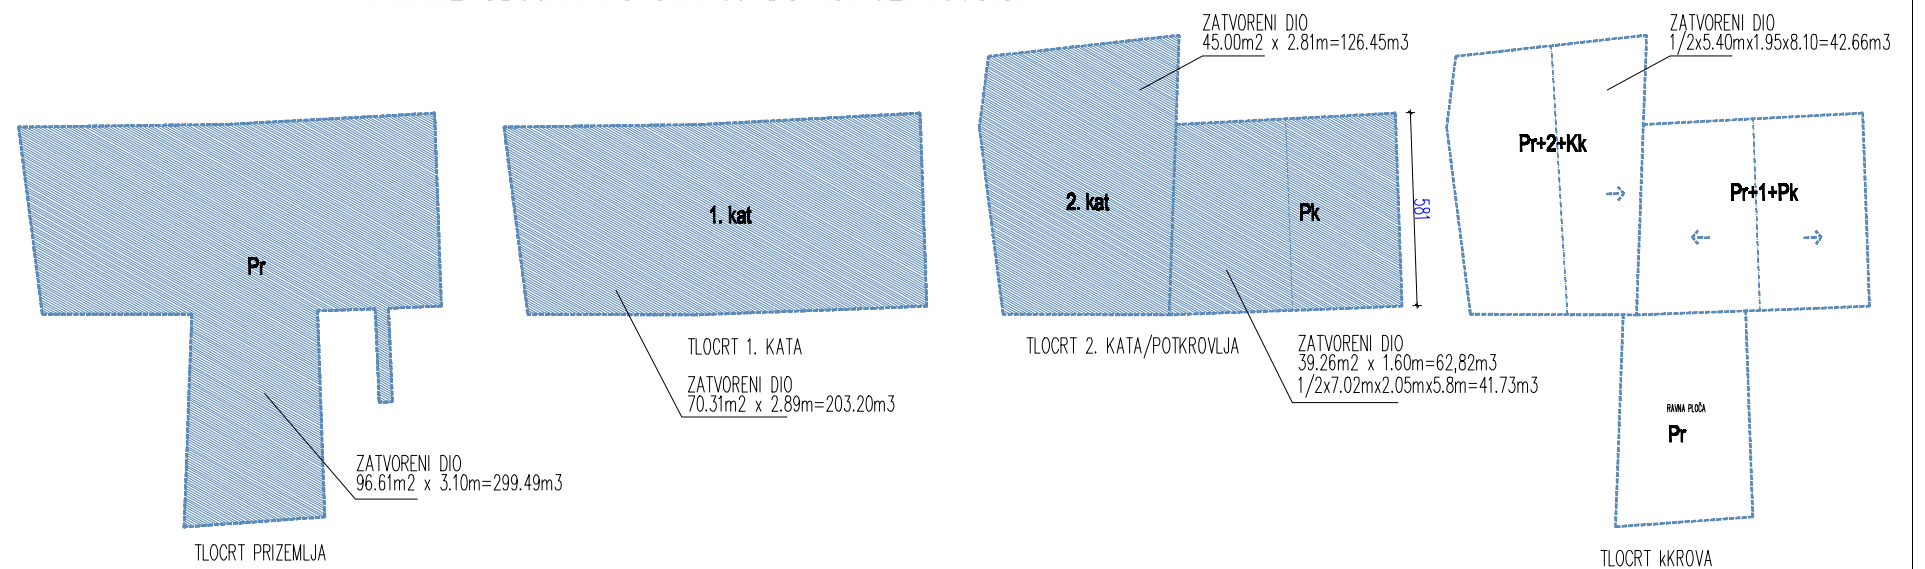 Pr
ZATVORENI DIO
96.61m2 x 3.10m=299.49m3
TLOCRT PRIZEMLJA
1. kat
TLOCRT 1. KATA
ZATVORENI DIO
70.31m2 x 2.89m=203.20m3
ZATVORENI DIO
45.00m2 x 2.81m=126.45m3
2. kat
Pk
581
TLOCRT 2. KATA/POTKROVLJA
ZATVORENI DIO
39.26m2 x 1.60m=62,82m3
1/2x7.02mx2.05mx5.8m=41.73m3
ZATVORENI DIO
1/2x5.40mx1.95x8.10=42.66m3
Pr+2+Kk
Pr+1+Pk
RAVNA PLOČA
Pr
TLOCRT kKROVA